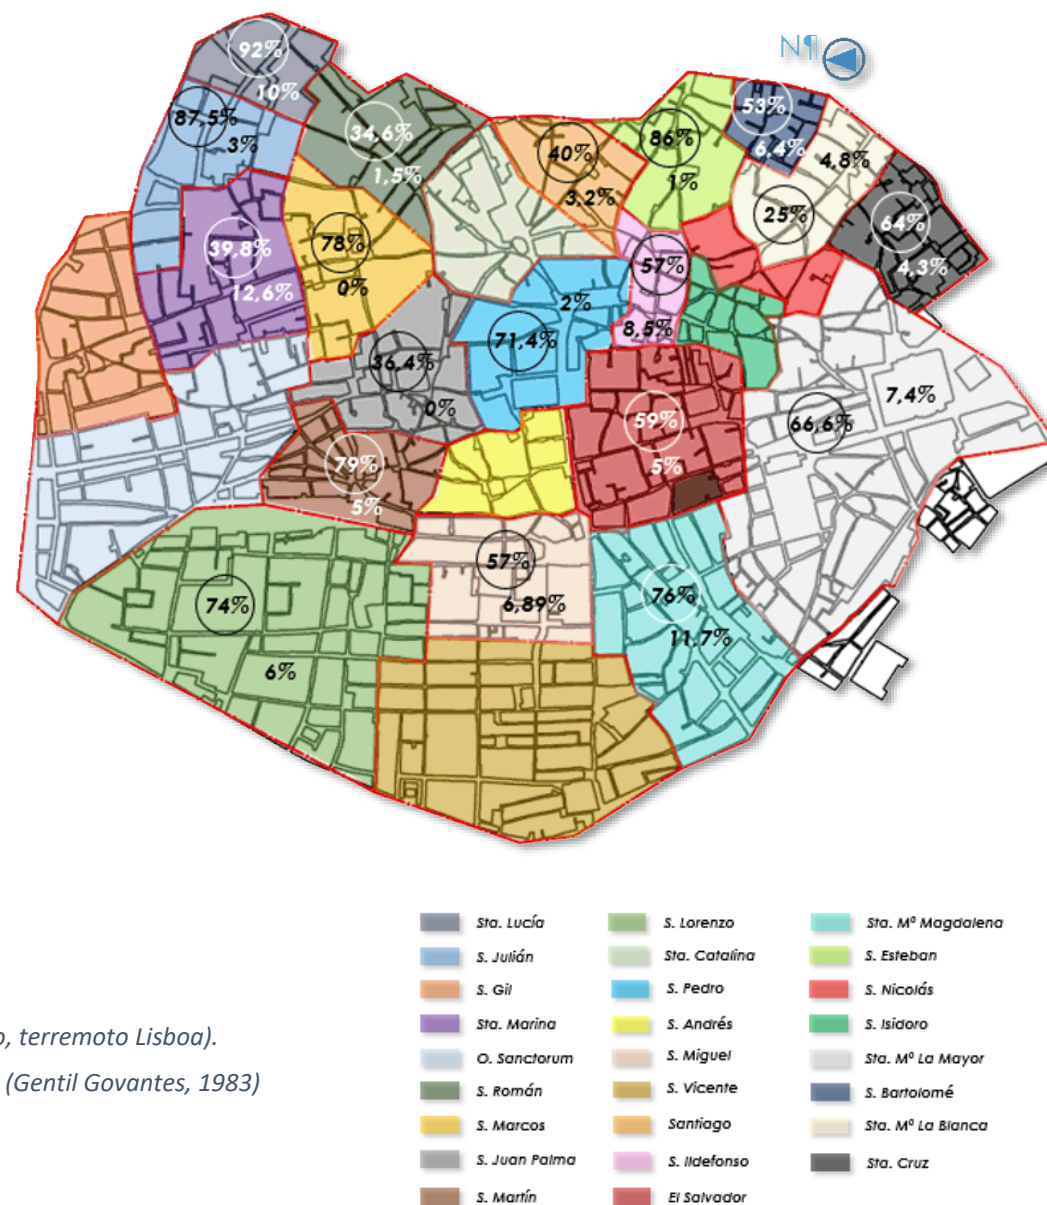 N¶
92%
10%
87,5%
3%
34,6%
1,5%
40%
3,2%
86%
1%
53%
6,4%
4,8%
25%
64%
4,3%
39,8%
12,6%
78%
0%
57%
8,5%
2%
71,4%
36,4%
0%
7,4%
66,6%
59%
5%
79%
5%
57%
6,89%
74%
6%
76%
11,7%
Sta. Lucía
S. Julián
S. Gil
Sta. Marina
O. Sanctorum
S. Román
S. Marcos
S. Juan Palma
S. Martín
S. Lorenzo
Sta. Catalina
S. Pedro
S. Andrés
S. Miguel
S. Vicente
Santiago
S. Ildefonso
El Salvador
Sta. Mª Magdalena
S. Esteban
S. Nicolás
S. Isidoro
Sta. Mª La Mayor
S. Bartolomé
Sta. Mª La Blanca
Sta. Cruz
o, terremoto Lisboa).
(Gentil Govantes, 1983)